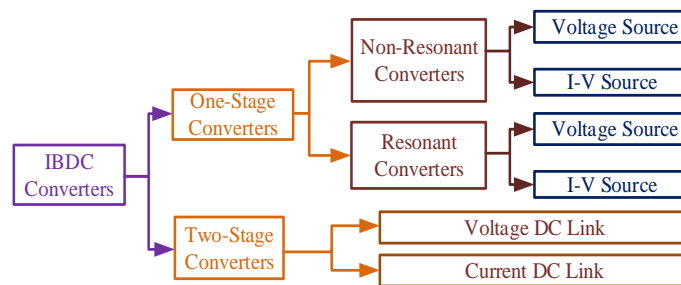 IBDC
Converters
One-Stage
Converters
Non-Resonant
Converters
Voltage Source
I-V Source
Resonant
Converters
Voltage Source
I-V Source
Two-Stage
Converters
Voltage DC Link
Current DC Link